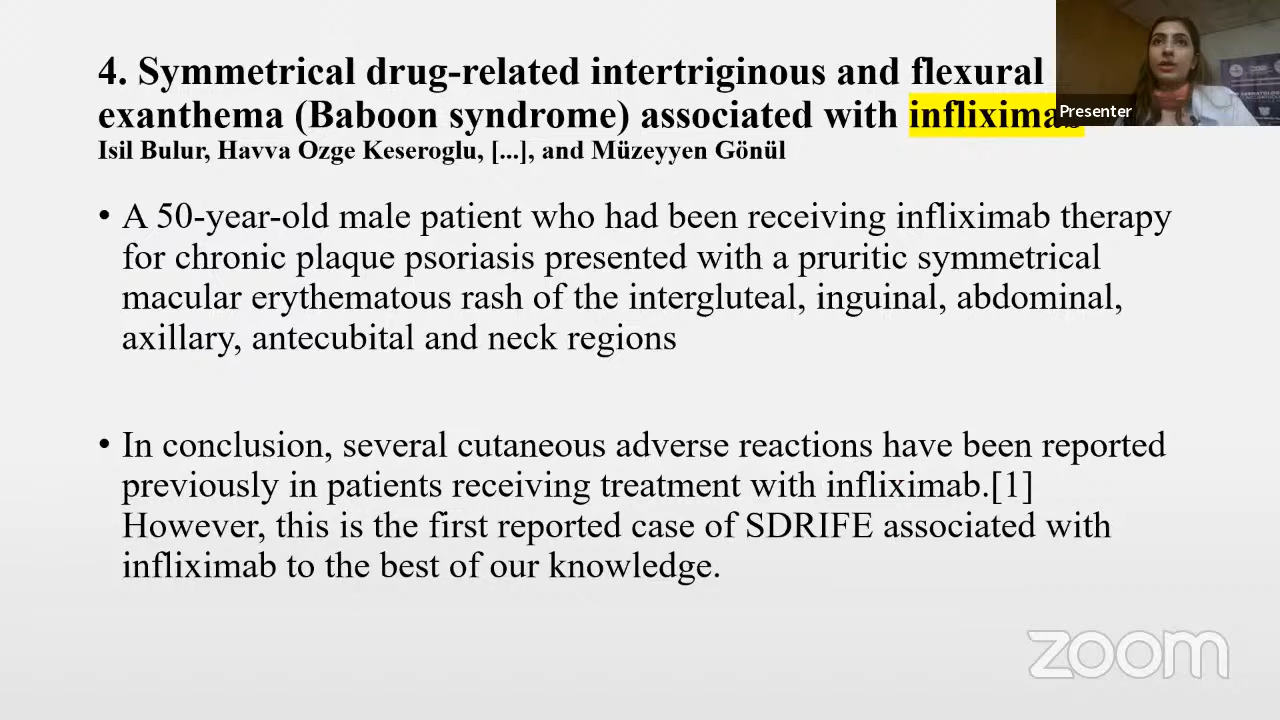 4. Symmetrical drug-related intertriginous and flexural
exanthema (Baboon syndrome) associated with infliximab
Isil Bulur, Havva Ozge Keseroglu, [...], and Müzeyyen Gönül
Presenter
• A 50-year-old male patient who had been receiving infliximab therapy
for chronic plaque psoriasis presented with a pruritic symmetrical
macular erythematous rash of the intergluteal, inguinal, abdominal,
axillary, antecubital and neck regions
• In conclusion, several cutaneous adverse reactions have been reported
previously in patients receiving treatment with infliximab.[1]
However, this is the first reported case of SDRIFE associated with
infliximab to the best of our knowledge.
zoom